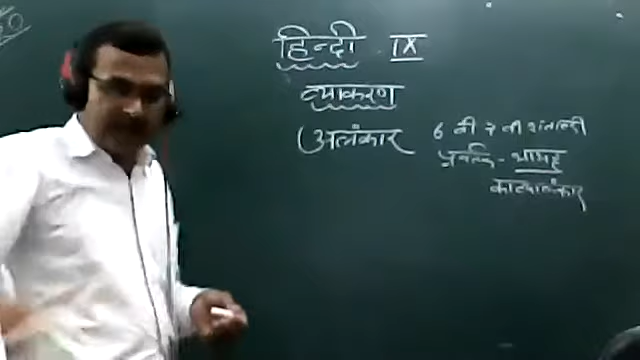 हिन्दी IX
व्याकरण
अलंकार
6 वी 7 वी शताब्दी
प्रवर्तक - भामह
काव्यालंकार